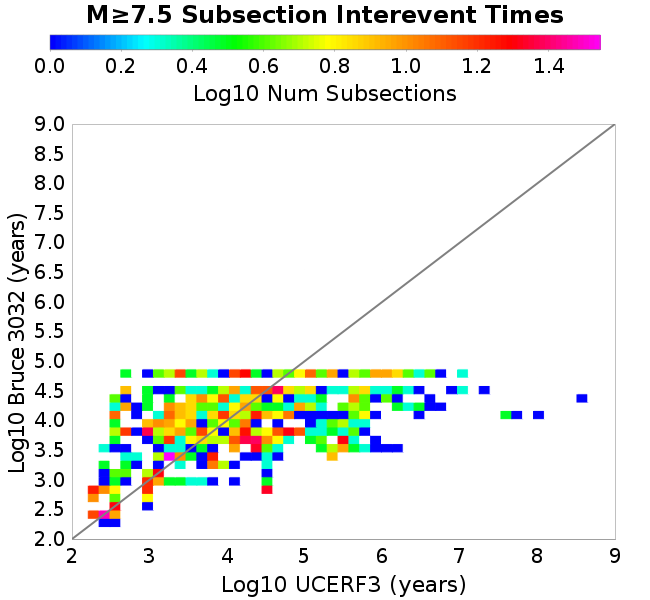 M≥7.5 Subsection Interevent Times
0.0 0.2 0.4 0.6 0.8 1.0 1.2 1.4
Log10 Num Subsections
Log10 Bruce 3032 (years)
9.0
8.5
8.0
7.5
7.0
6.5
6.0
5.5
5.0
4.5
4.0
3.5
3.0
2.5
2.0
2 3 4 5 6 7 8 9
Log10 UCERF3 (years)